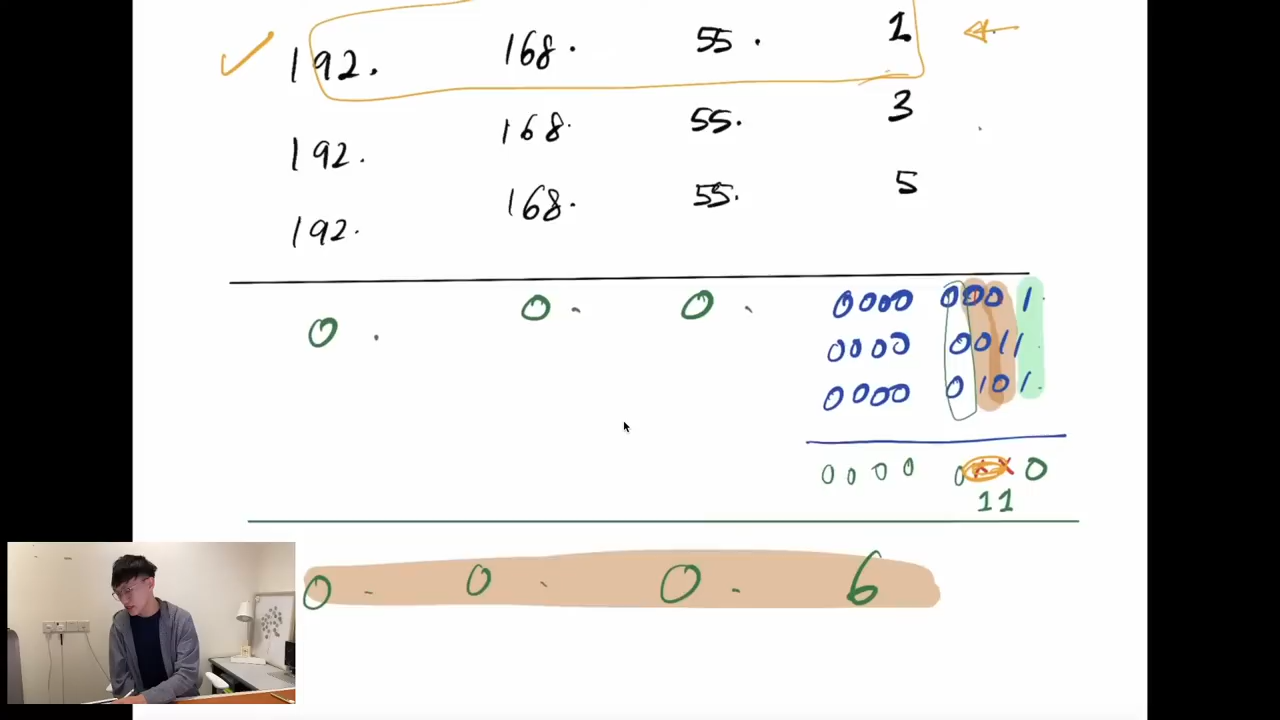 192. 168. 55. 1
192. 168. 55. 3
192. 168. 55. 5
0. 0. 0. 0000 0001
0000 0011
0000 0101
0000 0XX0
11
0. 0. 0. 6